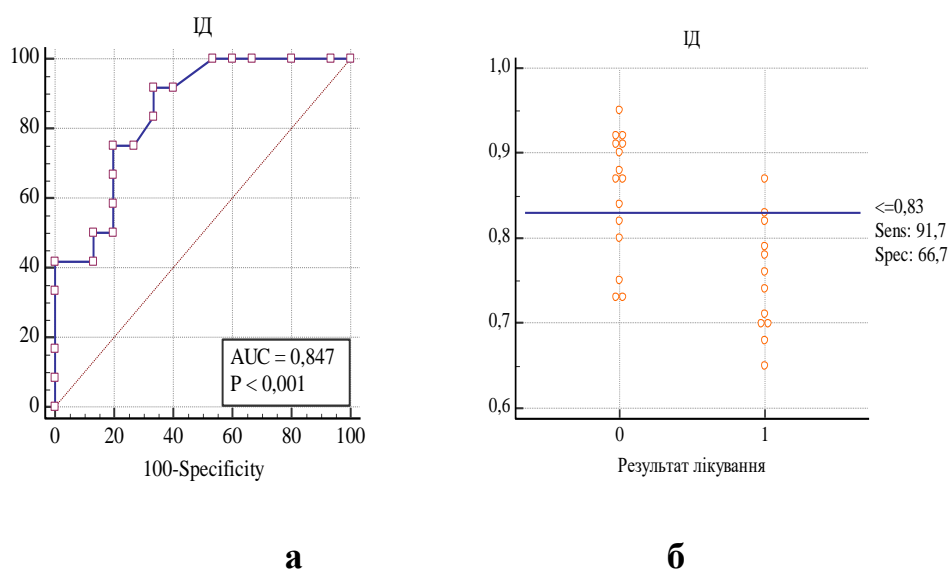 ІД
100
80
60
40
20
0
AUC = 0,847
P < 0,001
0 20 40 60 80 100
100-Specificity
а
ІД
1,0
0,9
0,8
0,7
0,6
<=0,83
Sens: 91,7
Spec: 66,7
0 1
Результат лікування
б